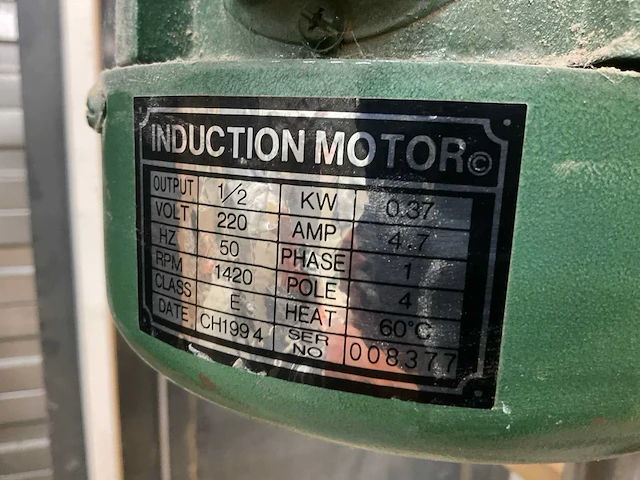 INDUCTION MOTOR©
OUTPUT 1/2 KW 0.37
VOLT 220 AMP 4.7
HZ 50 PHASE 1
RPM 1420 POLE 4
CLASS E HEAT 60°C
DATE CH1994 SER NO 008377